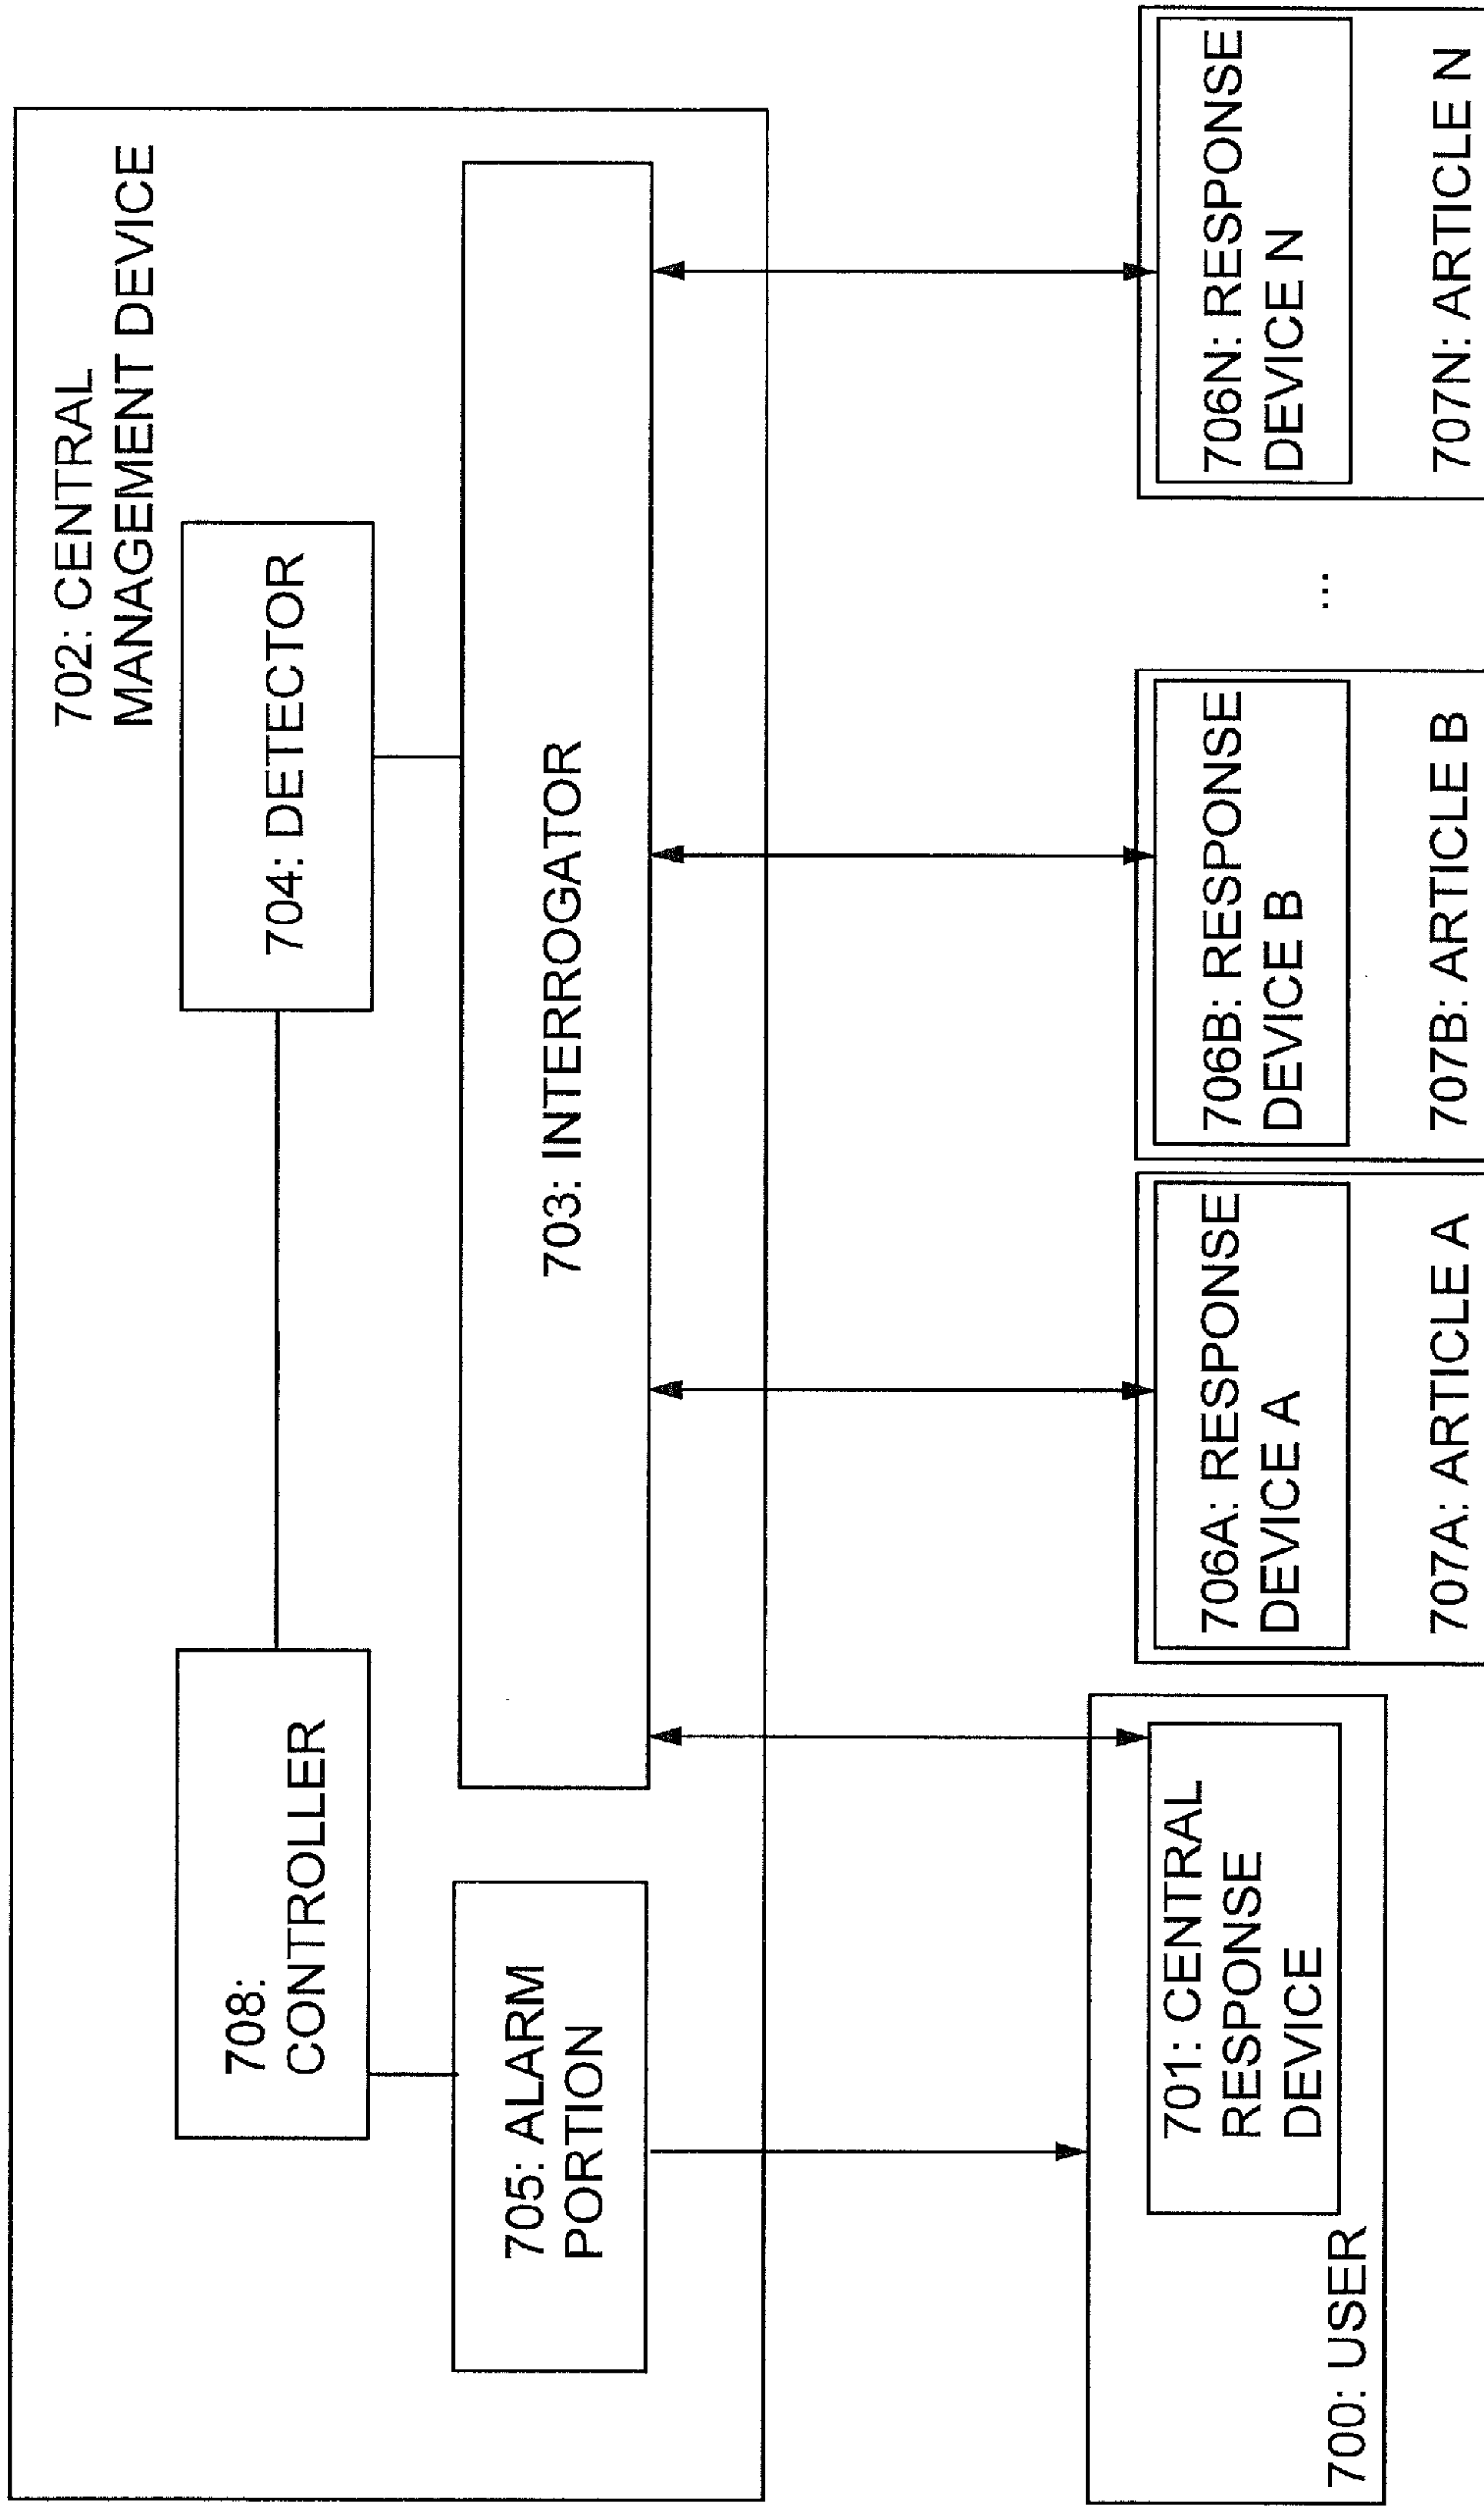 702: CENTRAL
MANAGEMENT DEVICE
708:
CONTROLLER
704: DETECTOR
705: ALARM
PORTION
703: INTERROGATOR
701: CENTRAL
RESPONSE
DEVICE
700: USER
706A: RESPONSE
DEVICE A
707A: ARTICLE A
706B: RESPONSE
DEVICE B
707B: ARTICLE B
...
706N: RESPONSE
DEVICE N
707N: ARTICLE N